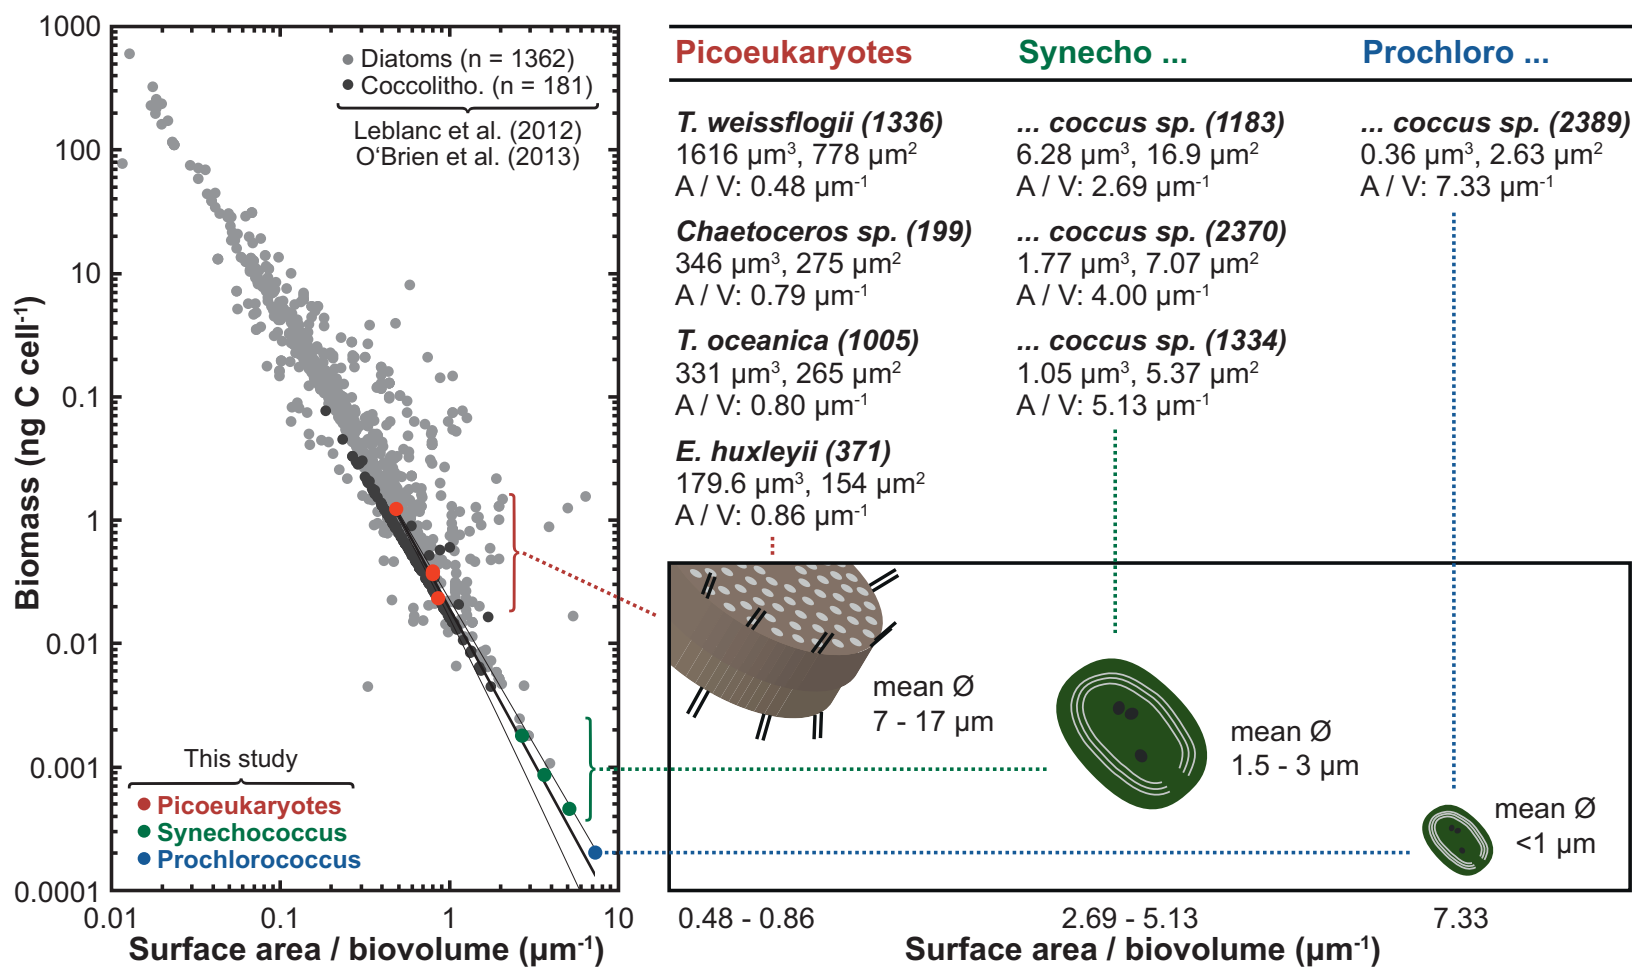 1000
100
10
0.1
1
0.01
0.001
0.0001
Biomass (ng C cell⁻¹)
0.01
0.1
1
10
Surface area / biovolume (µm⁻¹)
Diatoms (n = 1362)
Coccolitho. (n = 181)
Leblanc et al. (2012)
O‘Brien et al. (2013)
This study
Picoeukaryotes
Synechococcus
Prochlorococcus
Picoeukaryotes
T. weissflogii (1336)
1616 µm³, 778 µm²
A / V: 0.48 µm⁻¹
Chaetoceros sp. (199)
346 µm³, 275 µm²
A / V: 0.79 µm⁻¹
T. oceanica (1005)
331 µm³, 265 µm²
A / V: 0.80 µm⁻¹
E. huxleyii (371)
179.6 µm³, 154 µm²
A / V: 0.86 µm⁻¹
Synecho ...
... coccus sp. (1183)
6.28 µm³, 16.9 µm²
A / V: 2.69 µm⁻¹
... coccus sp. (2370)
1.77 µm³, 7.07 µm²
A / V: 4.00 µm⁻¹
... coccus sp. (1334)
1.05 µm³, 5.37 µm²
A / V: 5.13 µm⁻¹
Prochloro ...
... coccus sp. (2389)
0.36 µm³, 2.63 µm²
A / V: 7.33 µm⁻¹
mean Ø
7 - 17 µm
mean Ø
1.5 - 3 µm
mean Ø
<1 µm
0.48 - 0.86
2.69 - 5.13
7.33
Surface area / biovolume (µm⁻¹)